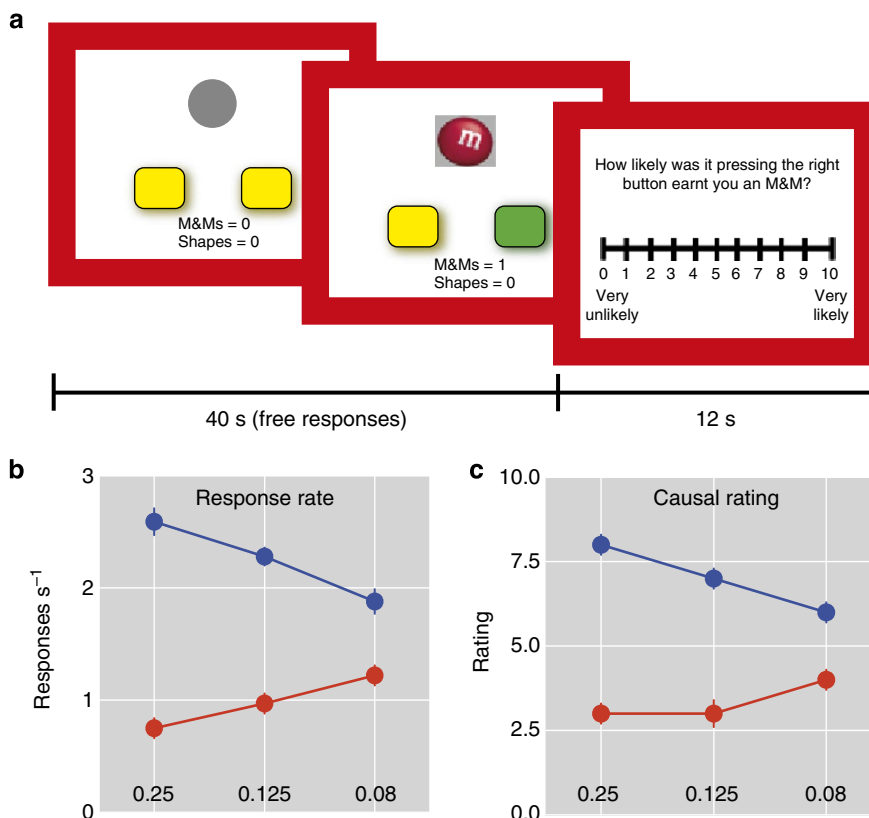 a
M&Ms = 0
Shapes = 0
m
M&Ms = 1
Shapes = 0
How likely was it pressing the right
button earnt you an M&M?
0 1 2 3 4 5 6 7 8 9 10
Very
unlikely
Very
likely
40 s (free responses)
12 s
b
Response rate
Responses s⁻¹
3
2
1
0
0.25 0.125 0.08
c
Causal rating
Rating
10.0
7.5
5.0
2.5
0.0
0.25 0.125 0.08